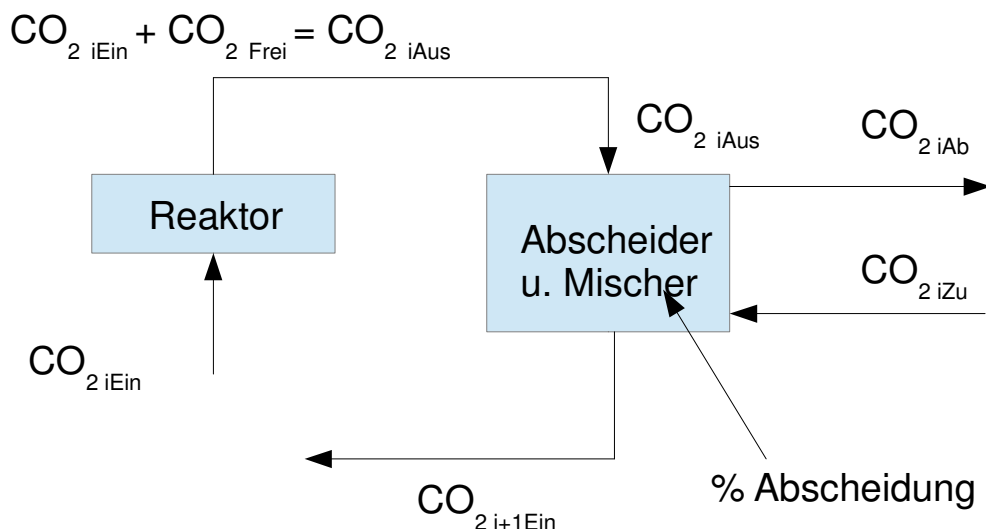 CO2 iEin + CO2 Frei = CO2 iAus
CO2 iAus
CO2 iAb
Reaktor
Abscheider
u. Mischer
CO2 iZu
CO2 iEin
CO2 i+1Ein
% Abscheidung